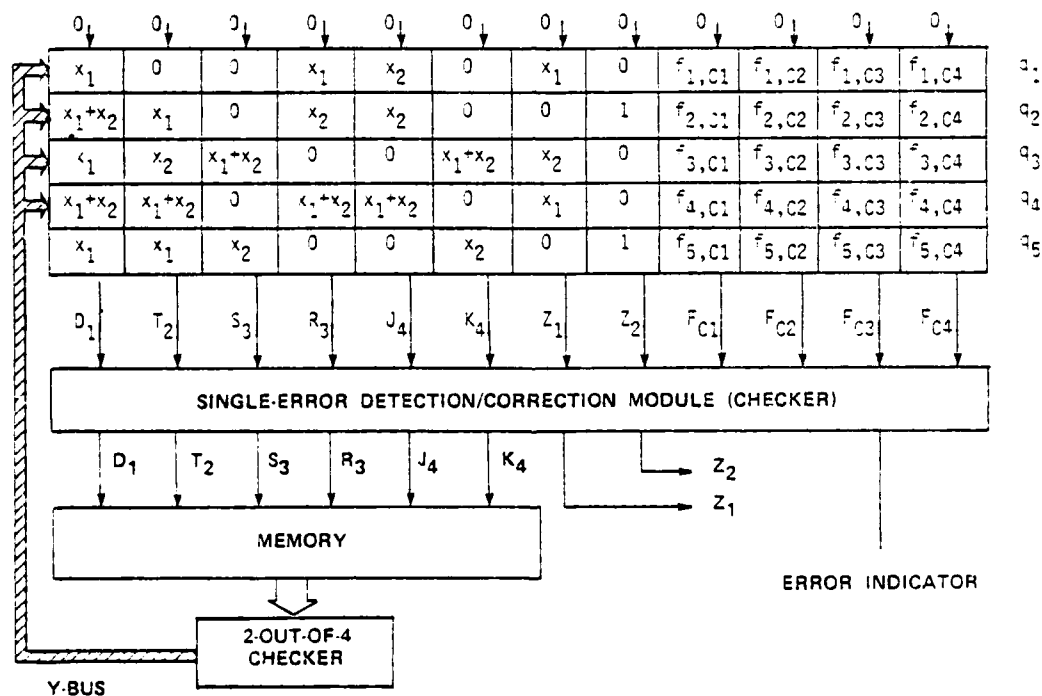 0 0 0 0 0 0 0 0 0 0 0 0
x1 0 0 x1 x2 0 x1 0 f1,C1 f1,C2 f1,C3 f1,C4 q1
x1+x2 x1 0 x2 x2 0 0 1 f2,C1 f2,C2 f2,C3 f2,C4 q2
x1 x2 x1+x2 0 0 x1+x2 x2 0 f3,C1 f3,C2 f3,C3 f3,C4 q3
x1+x2 x1+x2 0 x1+x2 x1+x2 0 x1 0 f4,C1 f4,C2 f4,C3 f4,C4 q4
x1 x1 x2 0 0 x2 0 1 f5,C1 f5,C2 f5,C3 f5,C4 q5
D1 T2 S3 R3 J4 K4 Z1 Z2 FC1 FC2 FC3 FC4
SINGLE-ERROR DETECTION/CORRECTION MODULE (CHECKER)
D1 T2 S3 R3 J4 K4
Z2
Z1
MEMORY
ERROR INDICATOR
2-OUT-OF-4
CHECKER
Y-BUS